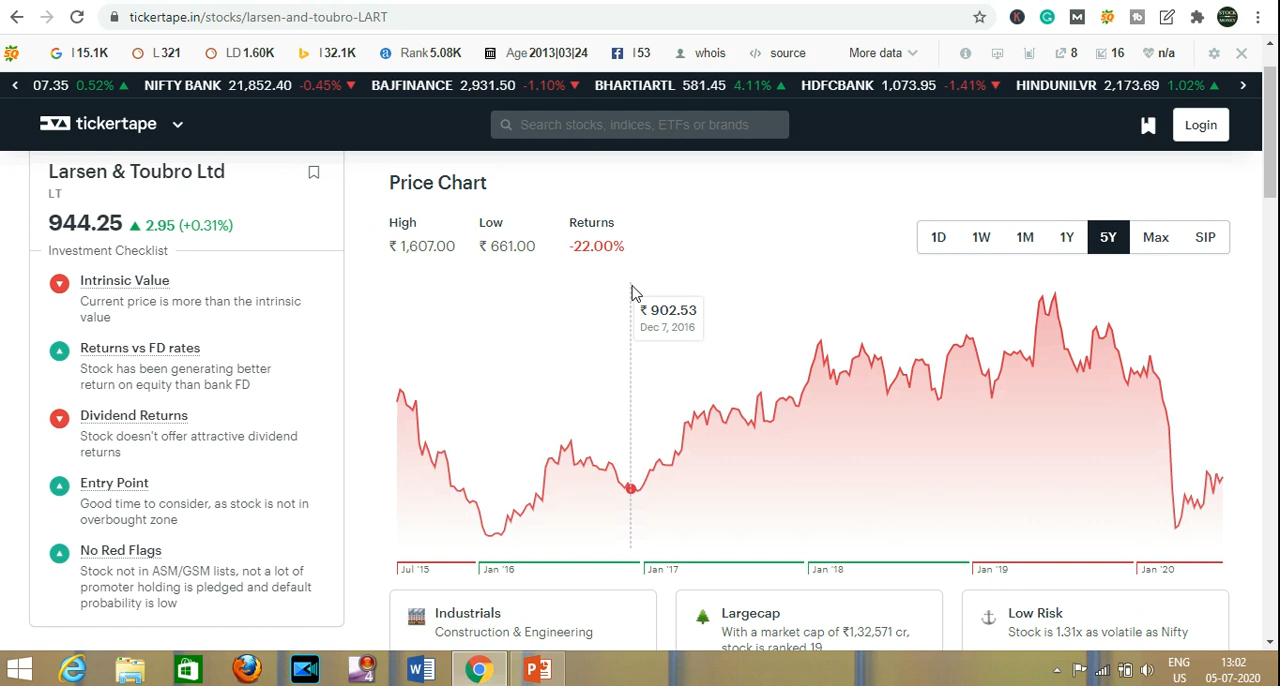 tickertape.in/stocks/larsen-and-toubro-LART
I 15.1K L 321 LD 1.60K I 32.1K Rank 5.08K Age 2013|03|24 I 53 whois source More data 8 16 n/a
07.35 0.52% NIFTY BANK 21,852.40 -0.45% BAJFINANCE 2,931.50 -1.10% BHARTIARTL 581.45 4.11% HDFCBANK 1,073.95 -1.41% HINDUNILVR 2,173.69 1.02%
tickertape Search stocks, indices, ETFs or brands Login
Larsen & Toubro Ltd
LT
944.25 2.95 (+0.31%)
Investment Checklist
Intrinsic Value
Current price is more than the intrinsic
value
Returns vs FD rates
Stock has been generating better
return on equity than bank FD
Dividend Returns
Stock doesn't offer attractive dividend
returns
Entry Point
Good time to consider, as stock is not in
overbought zone
No Red Flags
Stock not in ASM/GSM lists, not a lot of
promoter holding is pledged and default
probability is low
Price Chart
High Low Returns
₹ 1,607.00 ₹ 661.00 -22.00%
1D 1W 1M 1Y 5Y Max SIP
₹ 902.53
Dec 7, 2016
Jul '15 Jan '16 Jan '17 Jan '18 Jan '19 Jan '20
Industrials
Construction & Engineering
Largecap
With a market cap of ₹1,32,571 cr,
stock is ranked 19
Low Risk
Stock is 1.31x as volatile as Nifty
ENG
US
13:02
05-07-2020